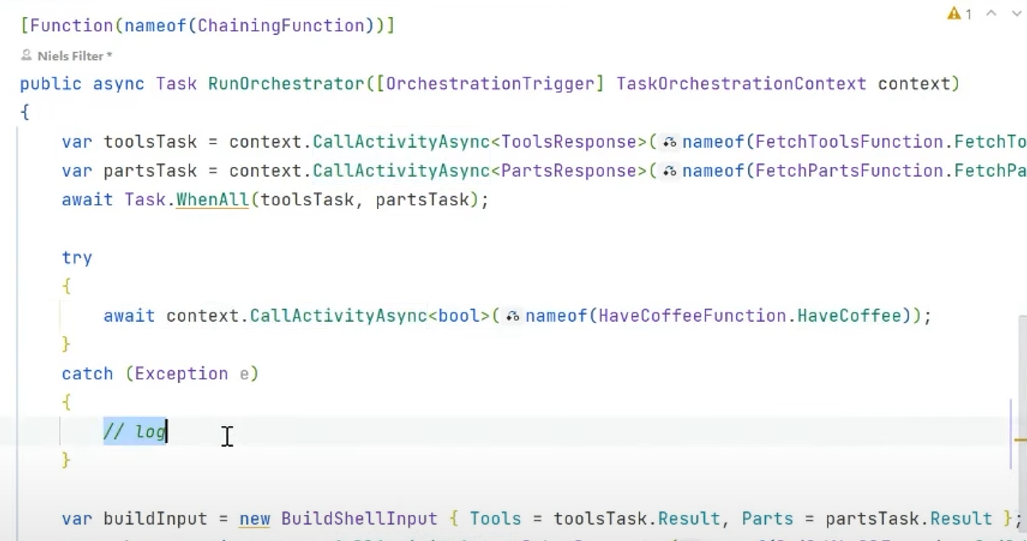 1
[Function(nameof(ChainingFunction))]
Niels Filter *
public async Task RunOrchestrator([OrchestrationTrigger] TaskOrchestrationContext context)
{
var toolsTask = context.CallActivityAsync<ToolsResponse>(nameof(FetchToolsFunction.FetchTo
var partsTask = context.CallActivityAsync<PartsResponse>(nameof(FetchPartsFunction.FetchPa
await Task.WhenAll(toolsTask, partsTask);
try
{
await context.CallActivityAsync<bool>(nameof(HaveCoffeeFunction.HaveCoffee));
}
catch (Exception e)
{
// log
}
var buildInput = new BuildShellInput { Tools = toolsTask.Result, Parts = partsTask.Result };